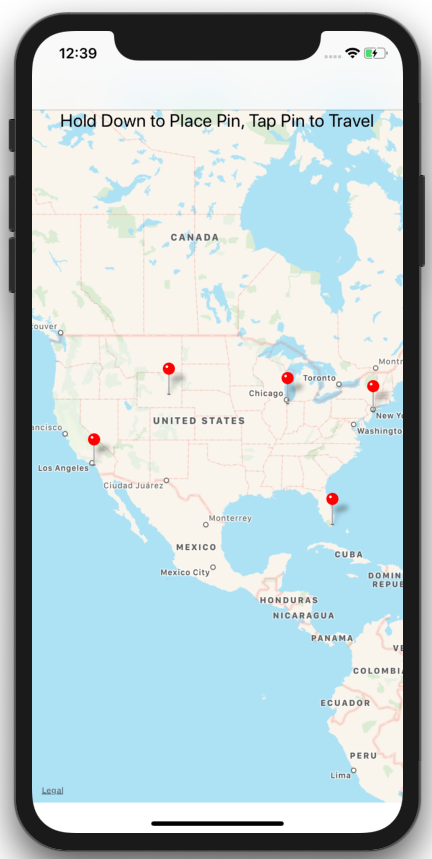 12:39
Hold Down to Place Pin, Tap Pin to Travel
CANADA
couver
Montr
Toronto
Chicago
New Yo
UNITED STATES
ancisco
Washingto
Los Angeles
Ciudad Juárez
Monterrey
MEXICO
CUBA
Mexico City
DOMIN
REPUB
HONDURAS
NICARAGUA
PANAMA
VE
COLOMBIA
ECUADOR
PERU
Lima
Legal